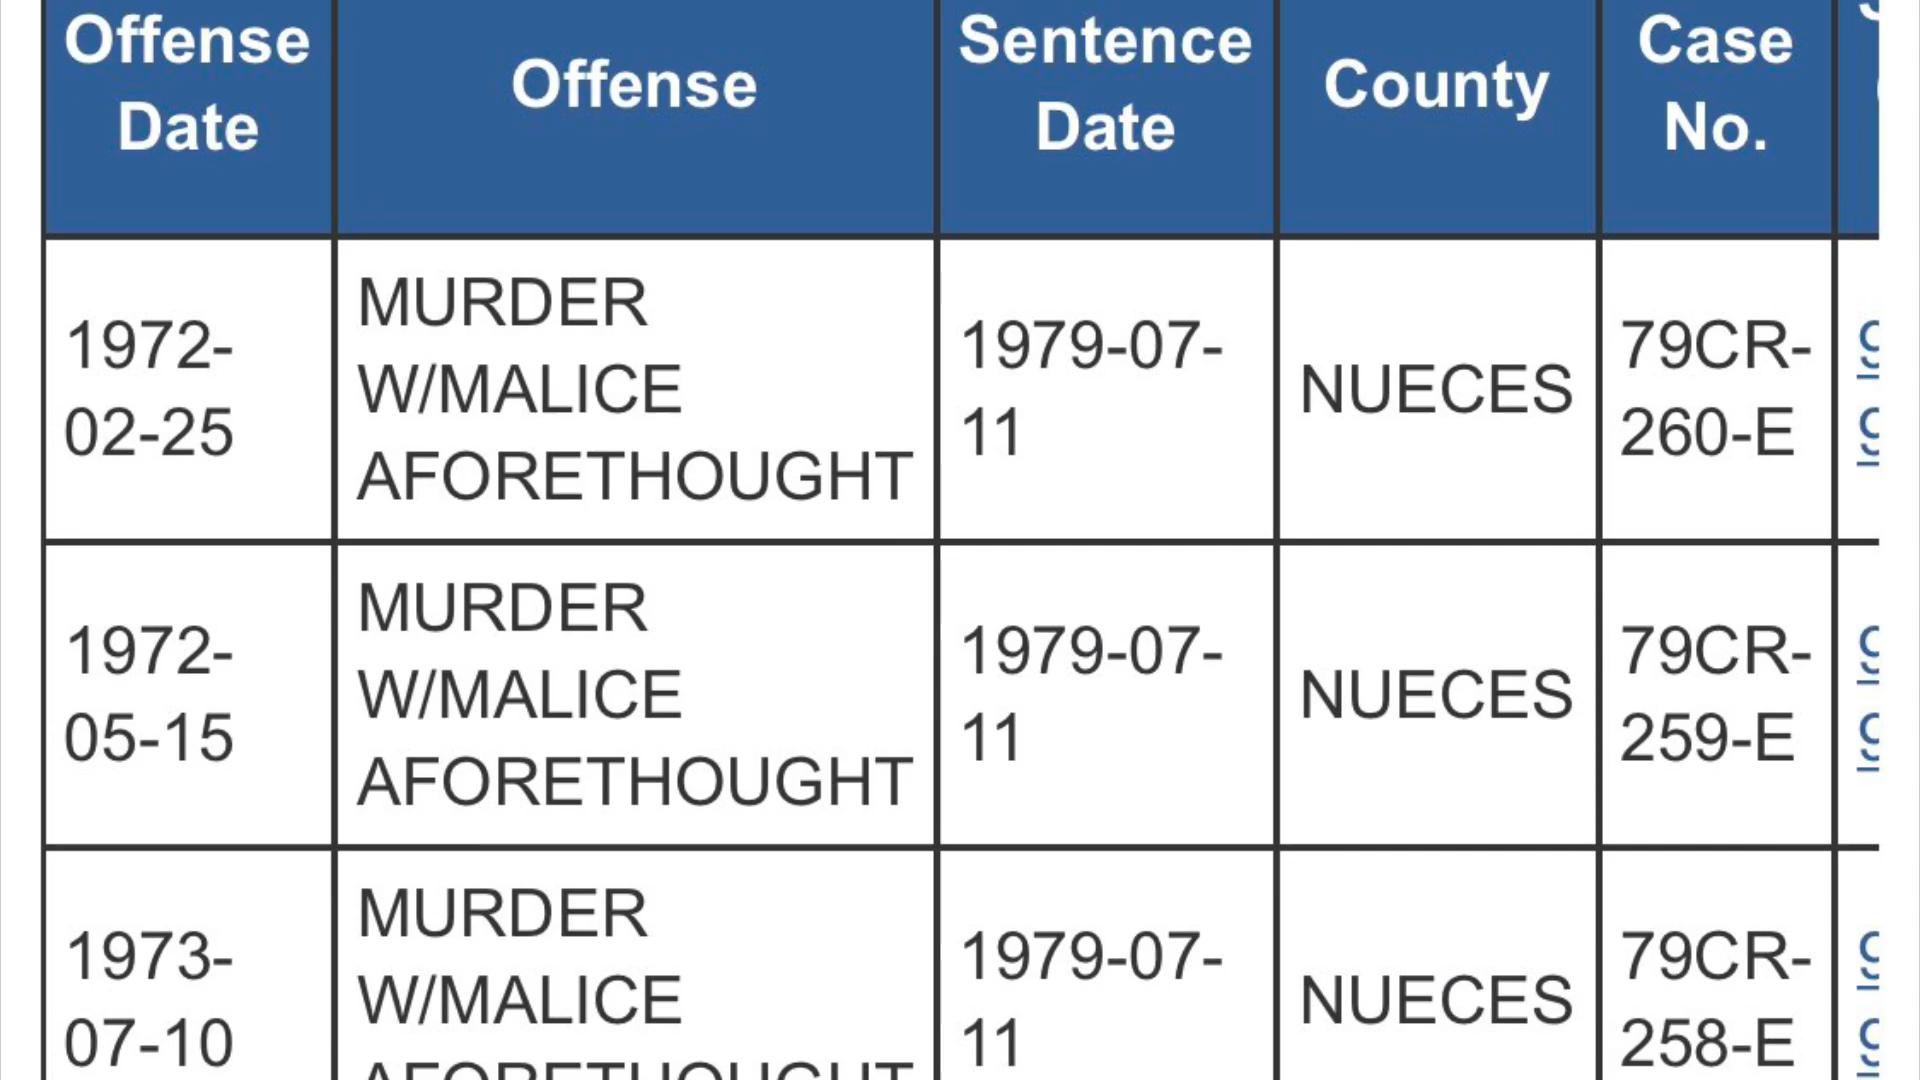 Offense
Date
Offense
Sentence
Date
County
Case
No.
1972-
02-25
MURDER
W/MALICE
AFORETHOUGHT
1979-07-
11
NUECES
79CR-
260-E
1972-
05-15
MURDER
W/MALICE
AFORETHOUGHT
1979-07-
11
NUECES
79CR-
259-E
1973-
07-10
MURDER
W/MALICE
AFORETHOUGHT
1979-07-
11
NUECES
79CR-
258-E